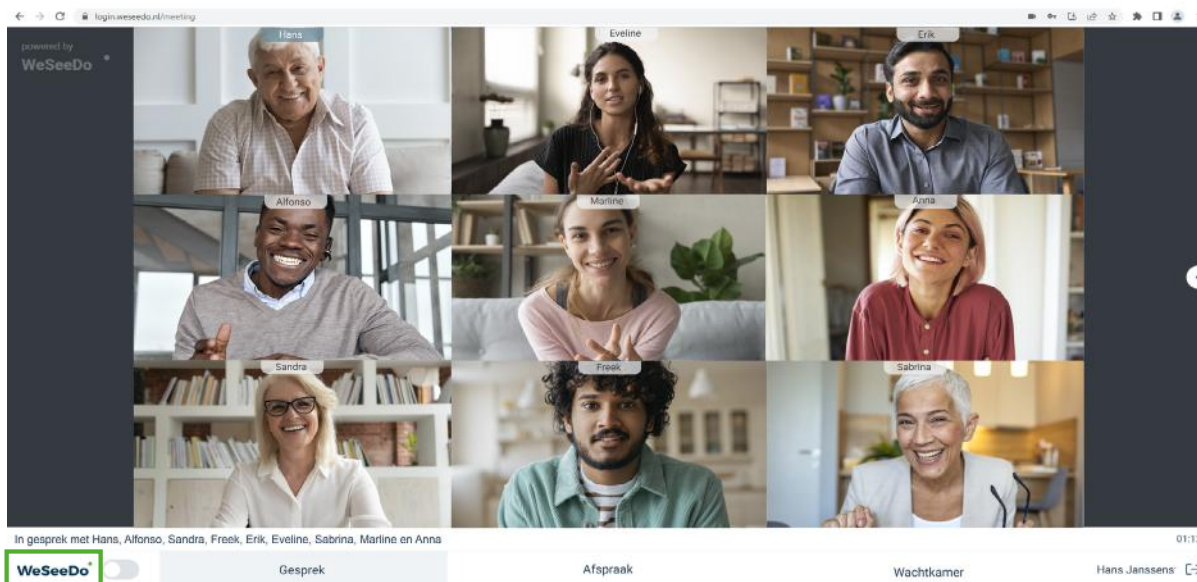 login.weseedo.nl/meeting
powered by
WeSeeDo
Hans
Eveline
Erik
Alfonso
Marline
Anna
Sandra
Freek
Sabrina
In gesprek met Hans, Alfonso, Sandra, Freek, Erik, Eveline, Sabrina, Marline en Anna
WeSeeDo
Gesprek
Afspraak
Wachtkamer
Hans Janssens